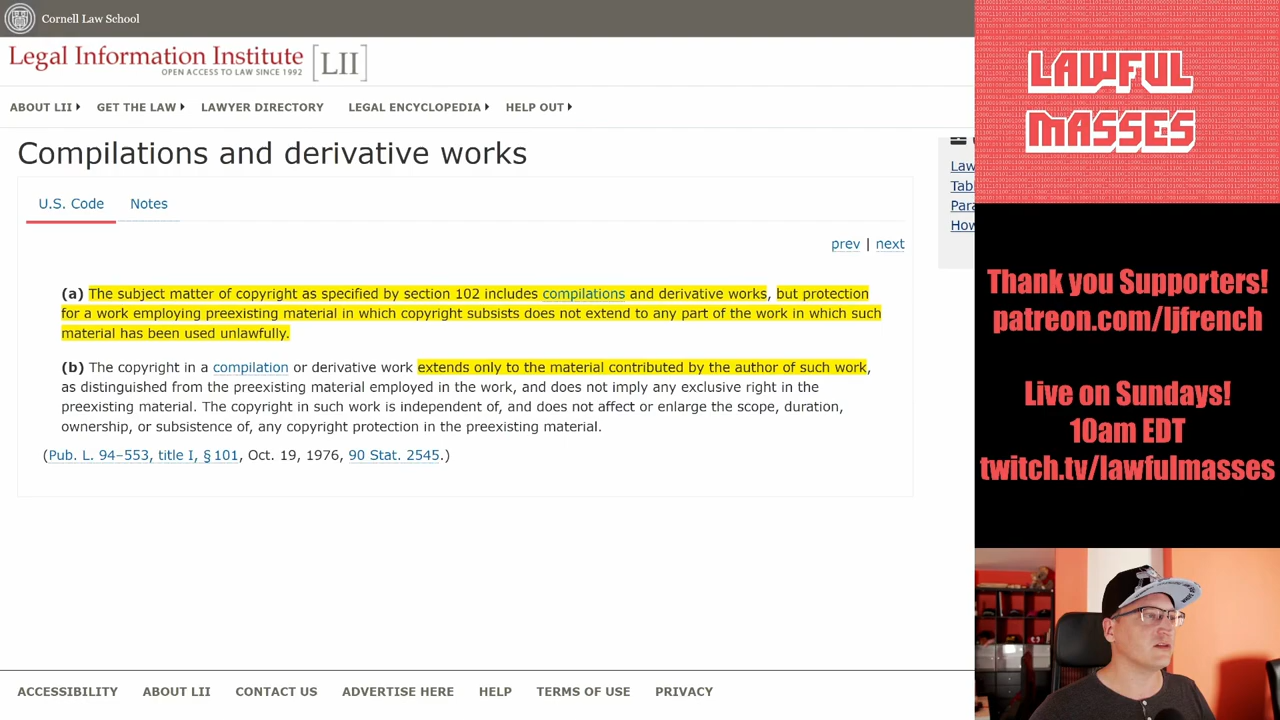 Cornell Law School
Legal Information Institute [LII]
OPEN ACCESS TO LAW SINCE 1992
ABOUT LII GET THE LAW LAWYER DIRECTORY LEGAL ENCYCLOPEDIA HELP OUT
Compilations and derivative works
U.S. Code Notes
prev | next
(a) The subject matter of copyright as specified by section 102 includes compilations and derivative works, but protection
for a work employing preexisting material in which copyright subsists does not extend to any part of the work in which such
material has been used unlawfully.
(b) The copyright in a compilation or derivative work extends only to the material contributed by the author of such work,
as distinguished from the preexisting material employed in the work, and does not imply any exclusive right in the
preexisting material. The copyright in such work is independent of, and does not affect or enlarge the scope, duration,
ownership, or subsistence of, any copyright protection in the preexisting material.
(Pub. L. 94–553, title I, § 101, Oct. 19, 1976, 90 Stat. 2545.)
Law
Tab
Para
How
ACCESSIBILITY ABOUT LII CONTACT US ADVERTISE HERE HELP TERMS OF USE PRIVACY
LAWFUL
MASSES
Thank you Supporters!
patreon.com/ljfrench
Live on Sundays!
10am EDT
twitch.tv/lawfulmasses